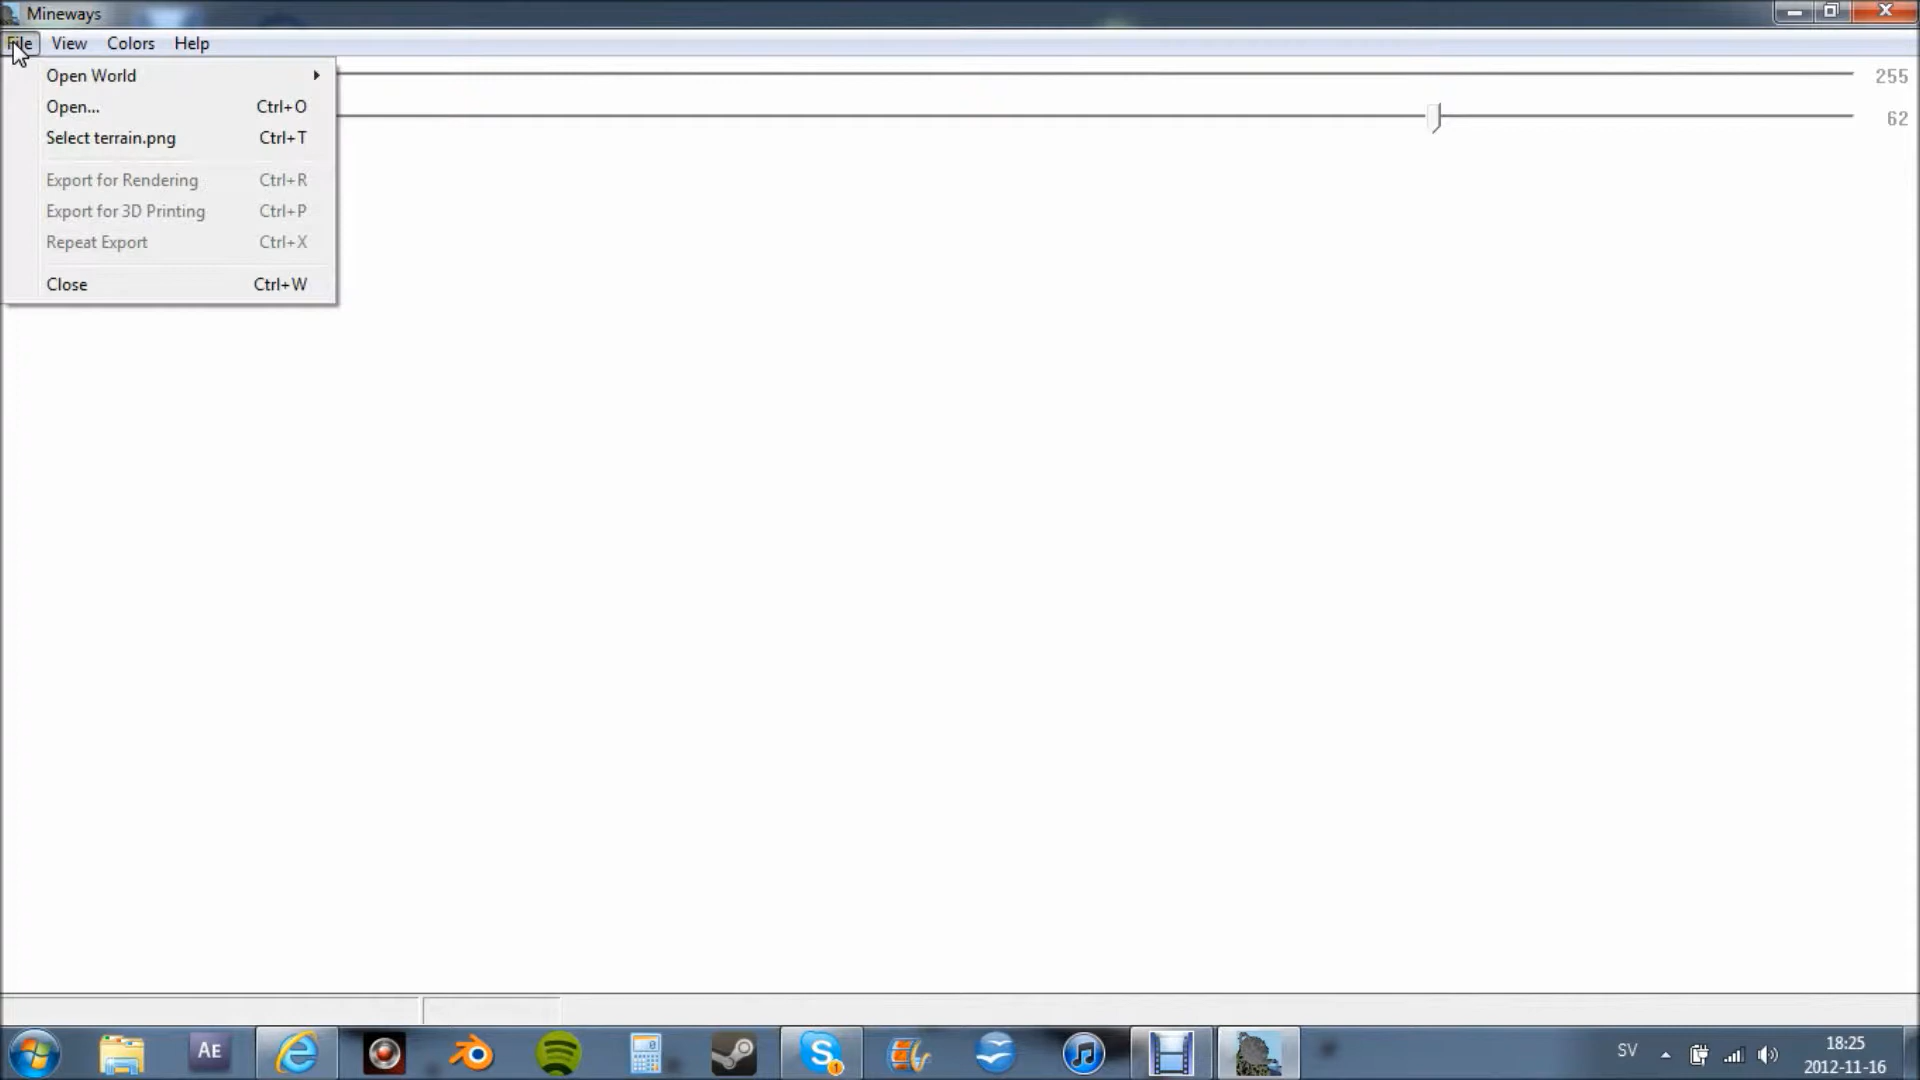 Mineways
File View Colors Help
Open World
Open... Ctrl+O
Select terrain.png Ctrl+T
Export for Rendering Ctrl+R
Export for 3D Printing Ctrl+P
Repeat Export Ctrl+X
Close Ctrl+W
255
62
AE
SV
18:25
2012-11-16